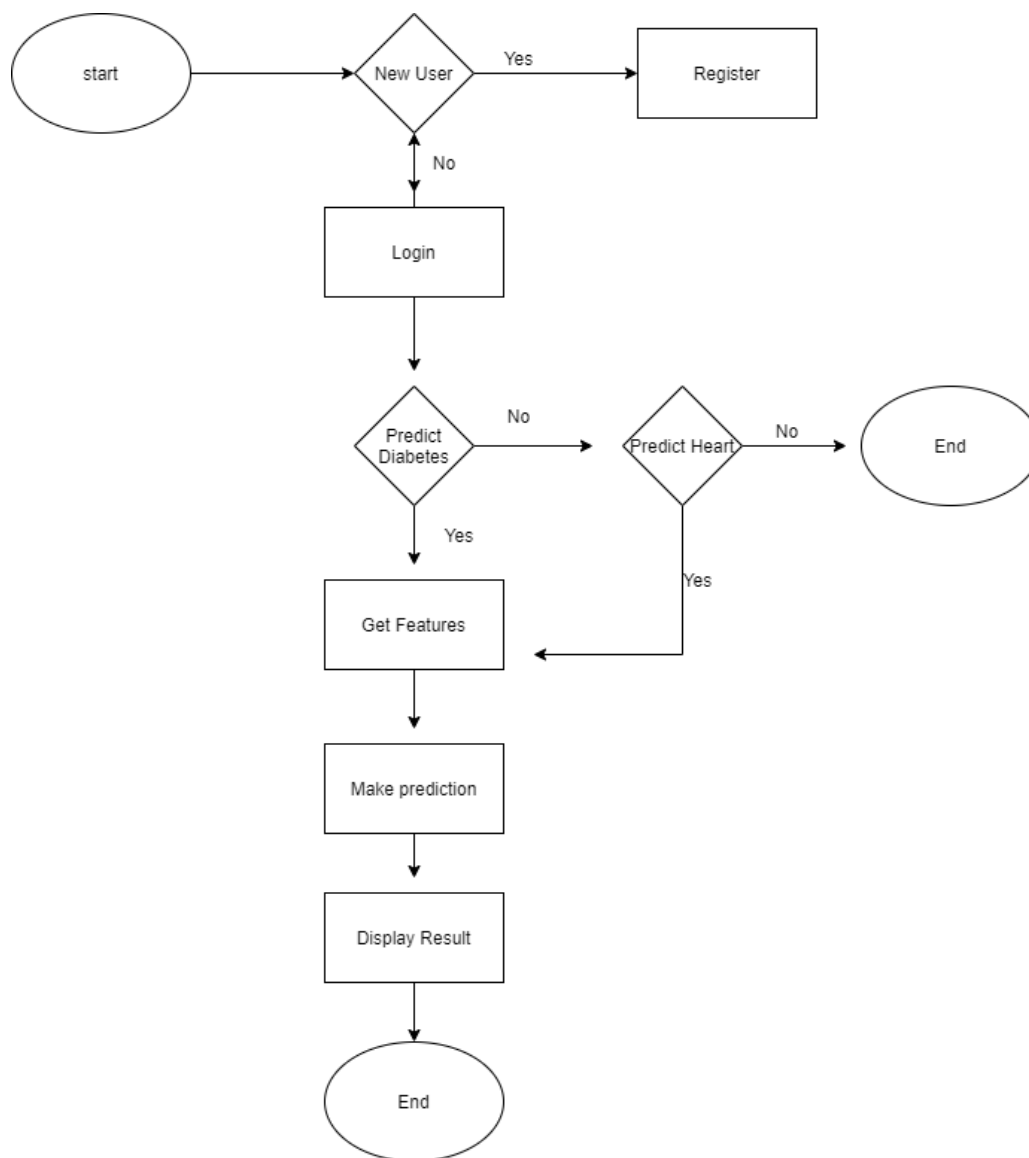 start
New User
Yes
Register
No
Login
Predict
Diabetes
No
Predict Heart
No
End
Yes
Yes
Get Features
Make prediction
Display Result
End